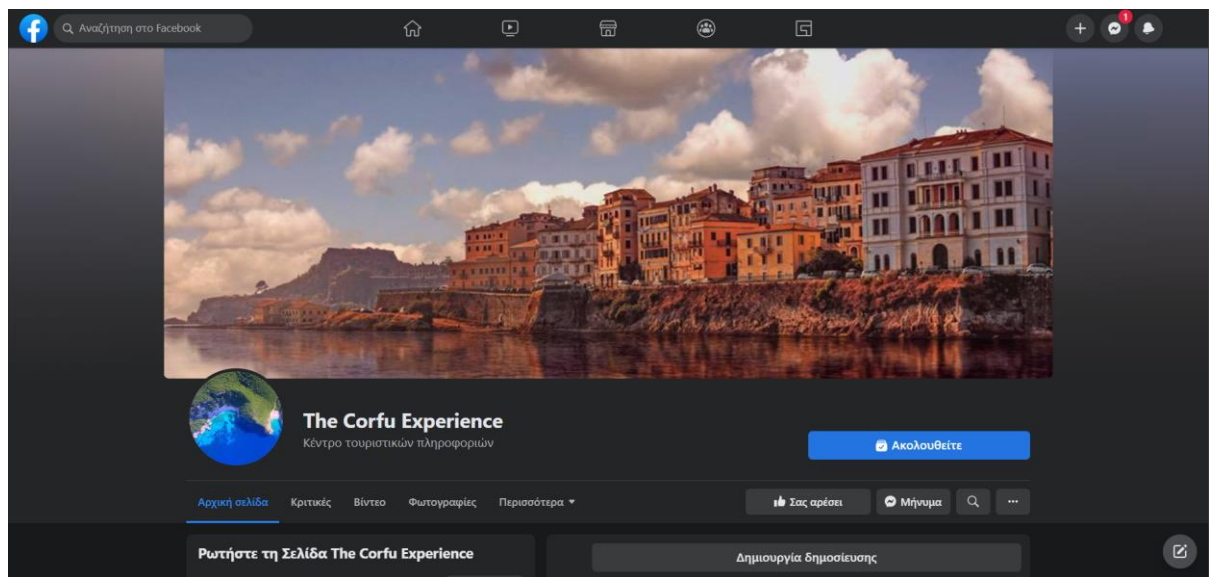 Αναζήτηση στο Facebook
1
The Corfu Experience
Κέντρο τουριστικών πληροφοριών
Ακολουθείτε
Αρχική σελίδα Κριτικές Βίντεο Φωτογραφίες Περισσότερα
Σας αρέσει Μήνυμα
Ρωτήστε τη Σελίδα The Corfu Experience
Δημιουργία δημοσίευσης